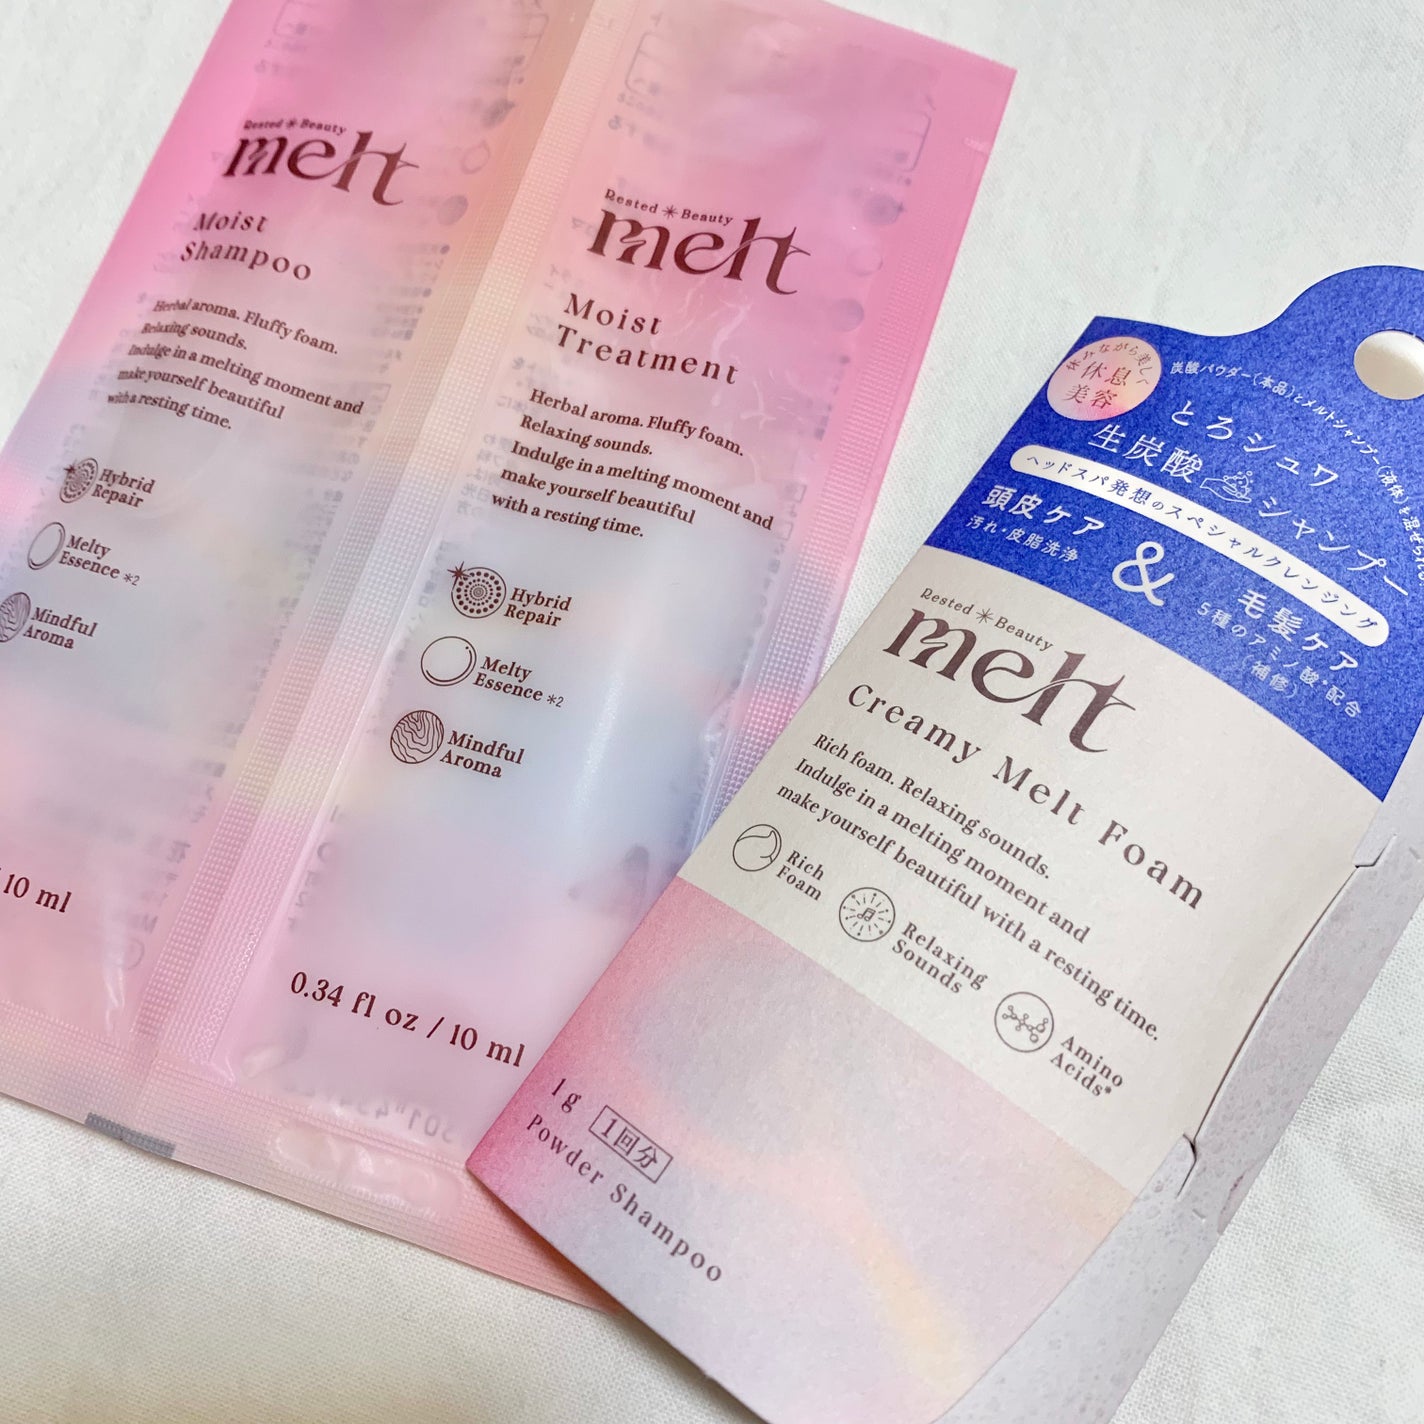 Rested Beauty
melt
Moist
Shampoo
Herbal aroma. Fluffy foam.
Relaxing sounds.
Indulge in a melting moment and
make yourself beautiful
with a resting time.
Hybrid
Repair
Melty
Essence *2
Mindful
Aroma
/ 10 ml
Rested Beauty
melt
Moist
Treatment
Herbal aroma. Fluffy foam.
Relaxing sounds.
Indulge in a melting moment and
make yourself beautiful
with a resting time.
Hybrid
Repair
Melty
Essence *2
Mindful
Aroma
0.34 fl oz / 10 ml
休みながら美しく
休息
美容
炭酸パウダー(本品)とメルトシャンプー(液体)を混ぜ
とろシュワ
生炭酸シャンプー
ヘッドスパ発想のスペシャルクレンジング
頭皮ケア
汚れ・皮脂洗浄
&
毛髪ケア
5種のアミノ酸*配合
(補修)
Rested Beauty
melt
Creamy Melt Foam
Rich foam. Relaxing sounds.
Indulge in a melting moment and
make yourself beautiful with a resting time.
Rich
Foam
Relaxing
Sounds
Amino
Acids*
1g 1回分
Powder Shampoo